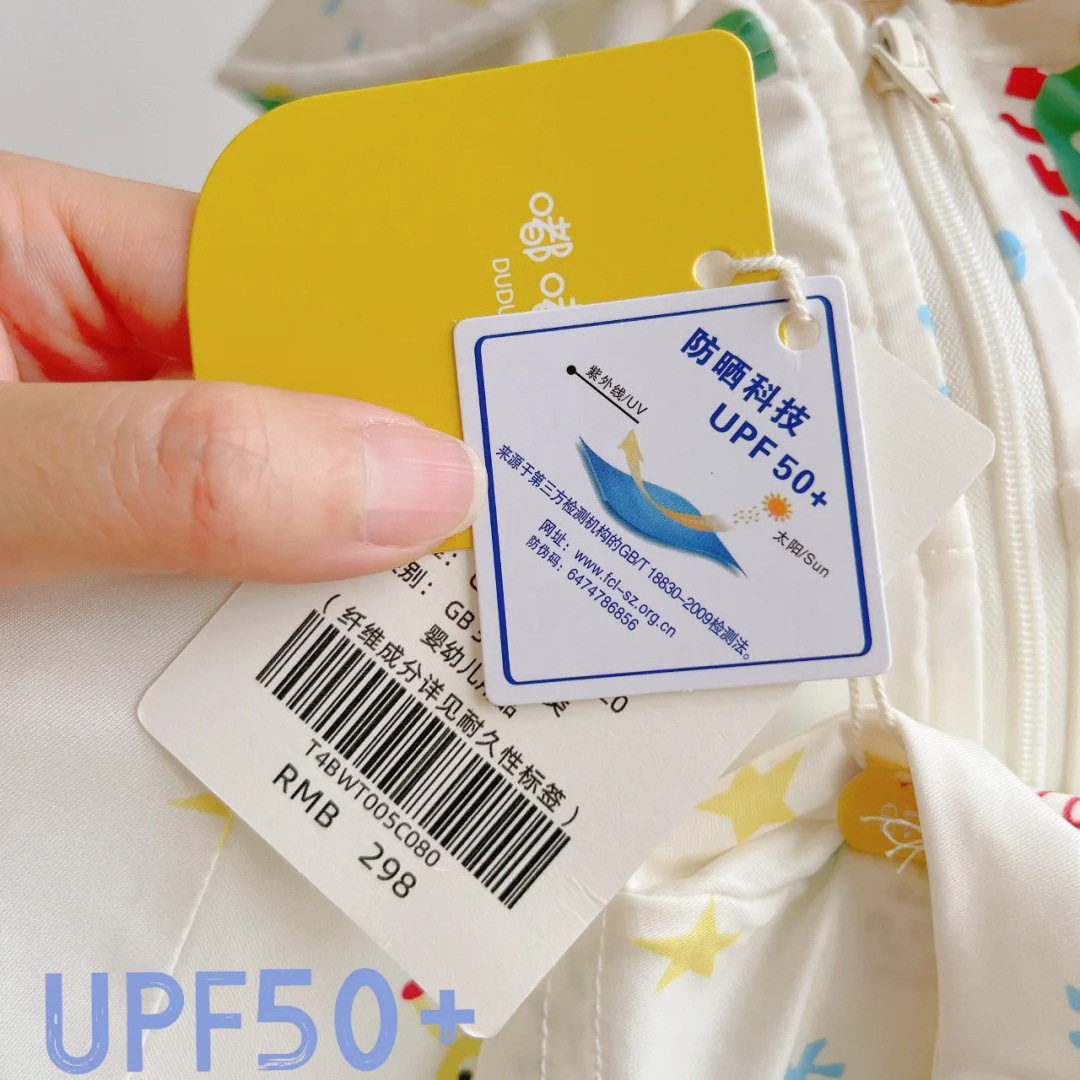 DUDU
防晒科技
UPF 50+
紫外线/UV
太阳/Sun
来源于第三方检测机构的GB/T 18830-2009检测法。
网址：www.fcl-sz.org.cn
防伪码：6474786856
别：GB
婴幼儿
（纤维成分详见耐久性标签）
T4BWT005C080
RMB 298
UPF50+